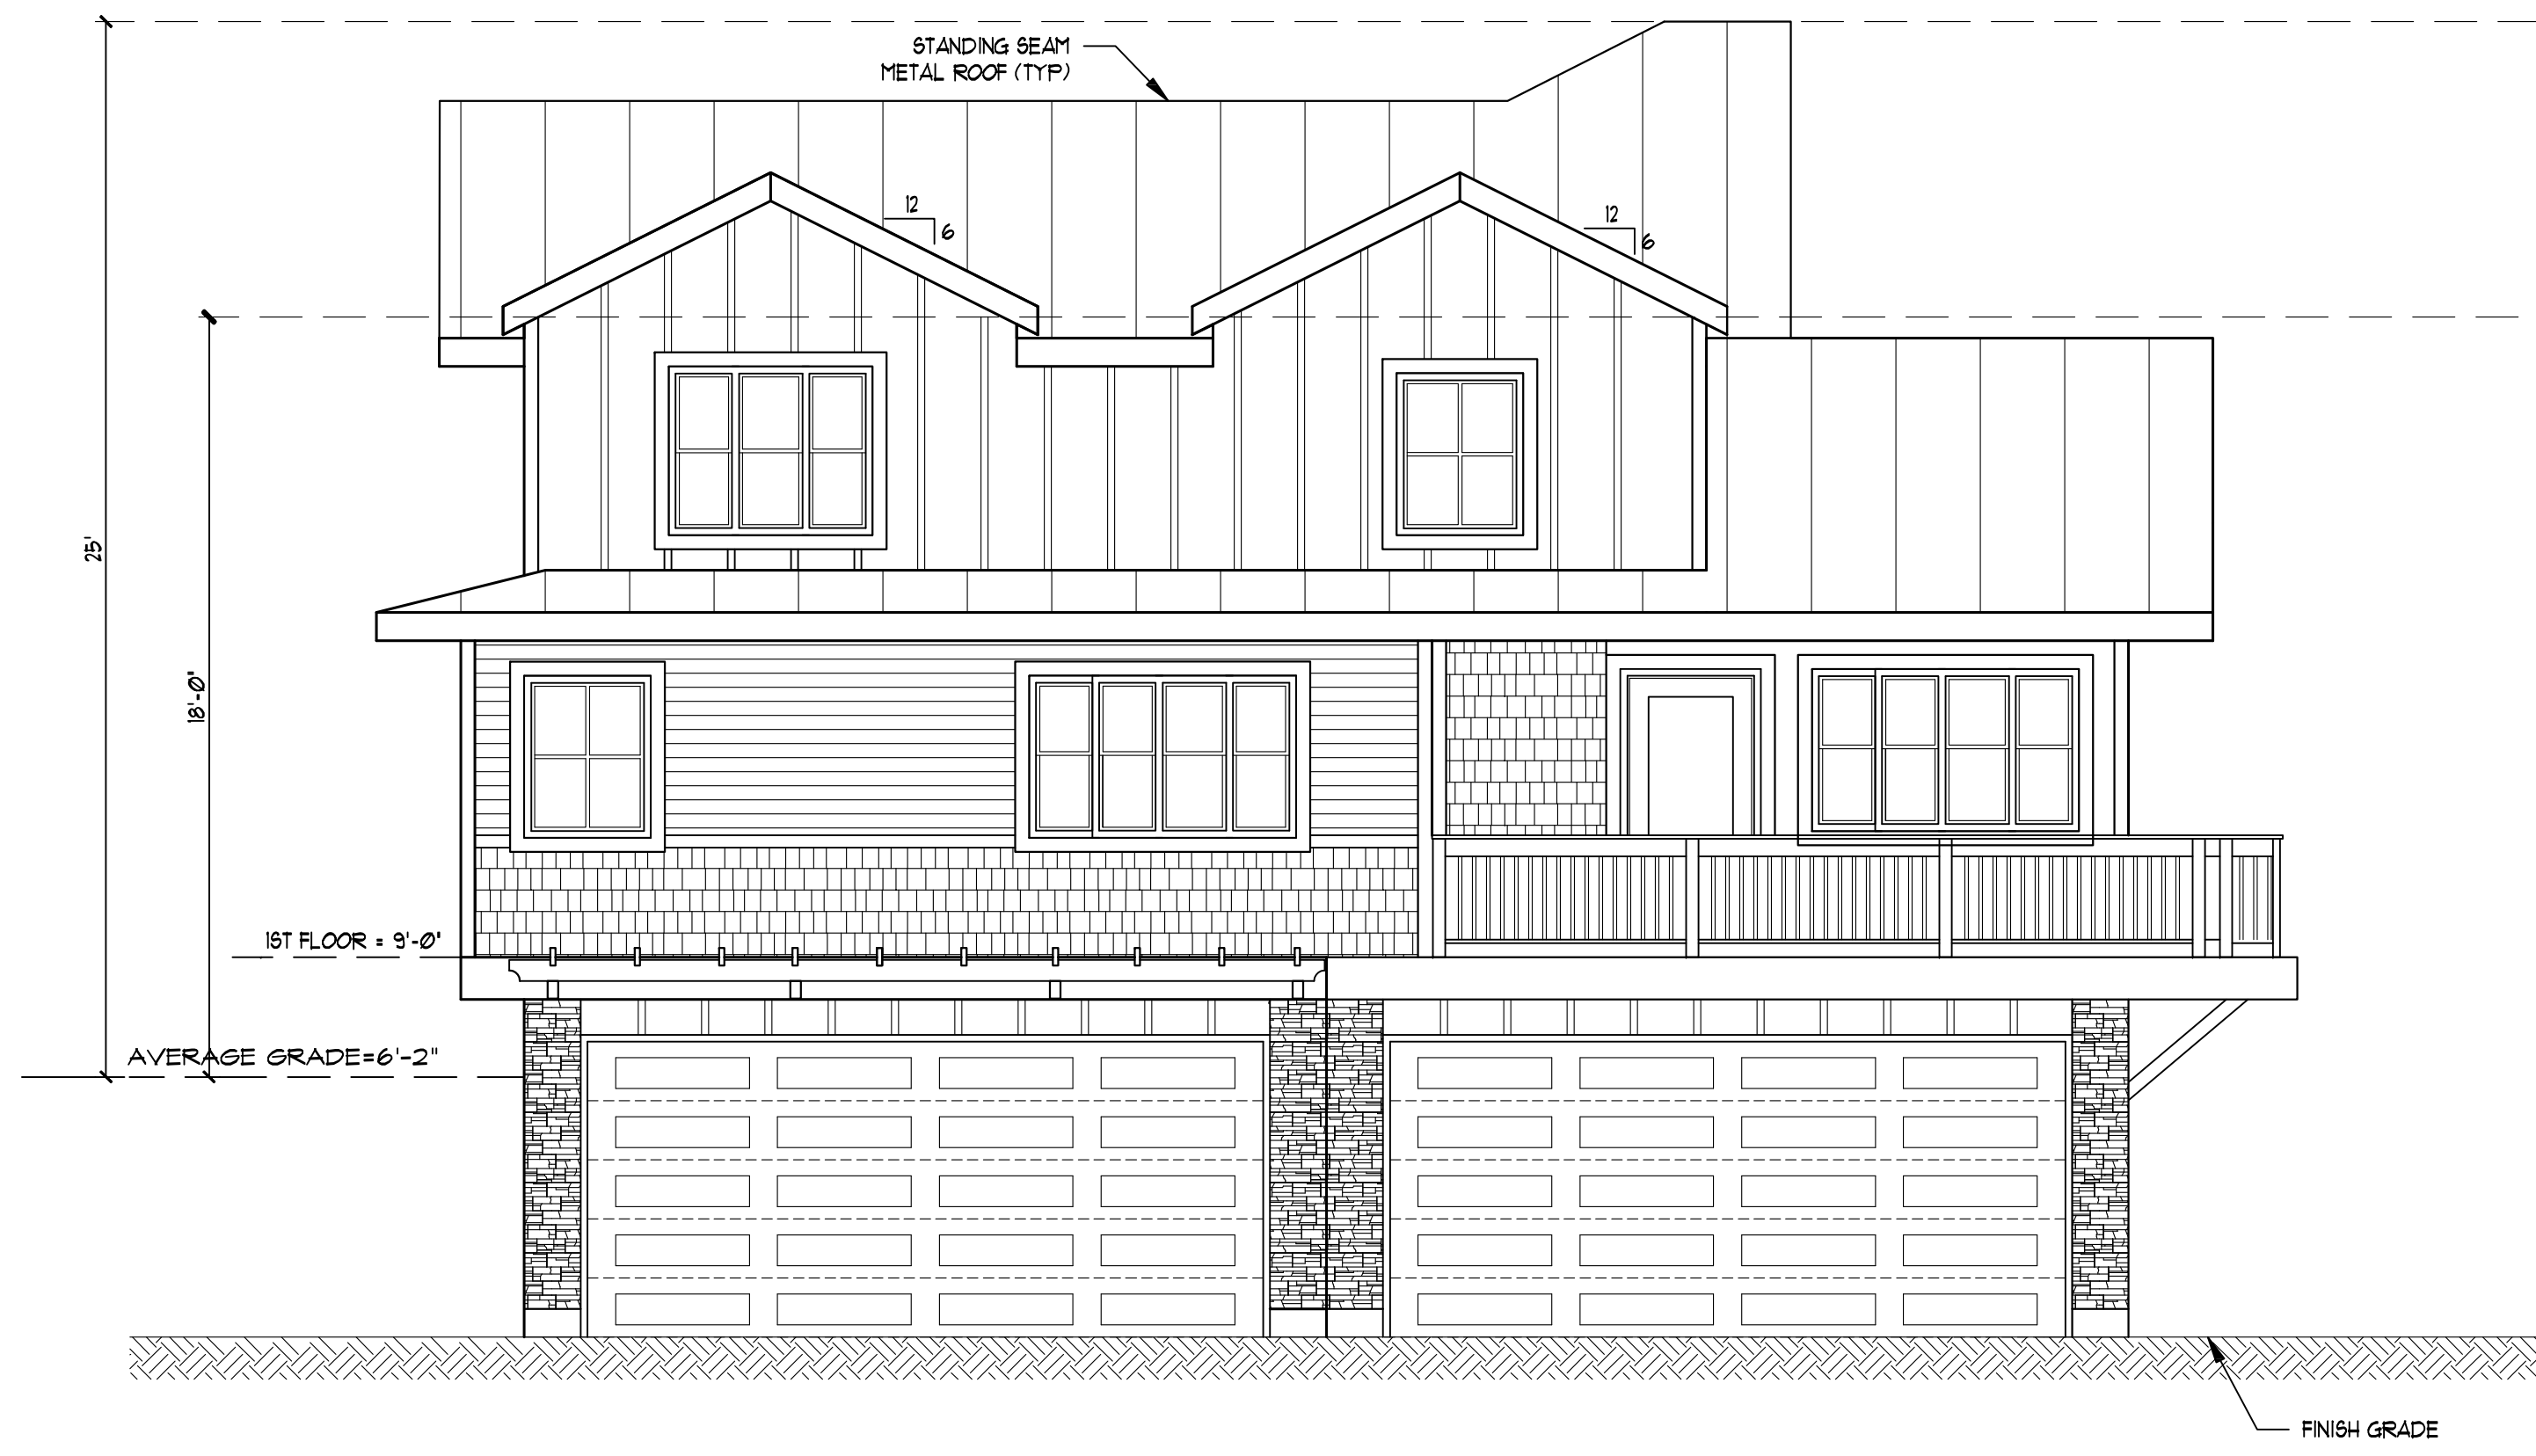 STANDING SEAM
METAL ROOF (TYP)
12
6
12
6
25'
18'-0"
1ST FLOOR = 9'-0"
AVERAGE GRADE=6'-2"
FINISH GRADE